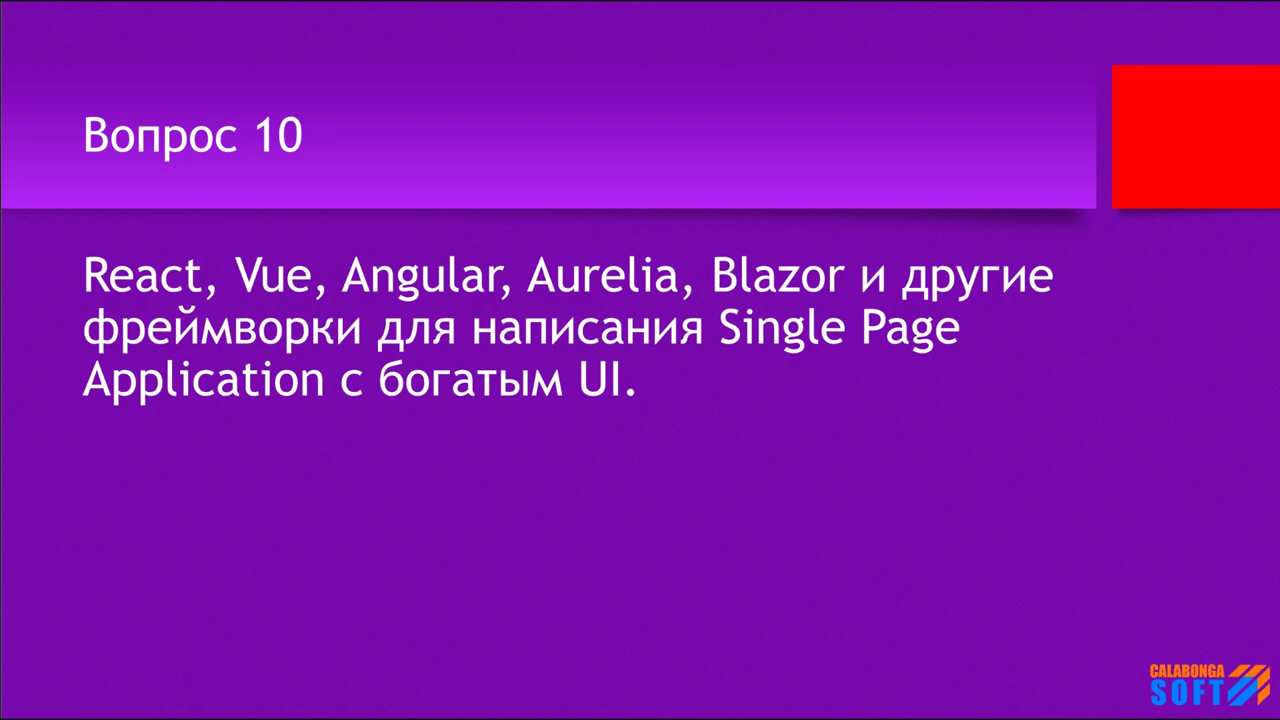 Вопрос 10
React, Vue, Angular, Aurelia, Blazor и другие
фреймворки для написания Single Page
Application с богатым UI.
CALABONGA
SOFT